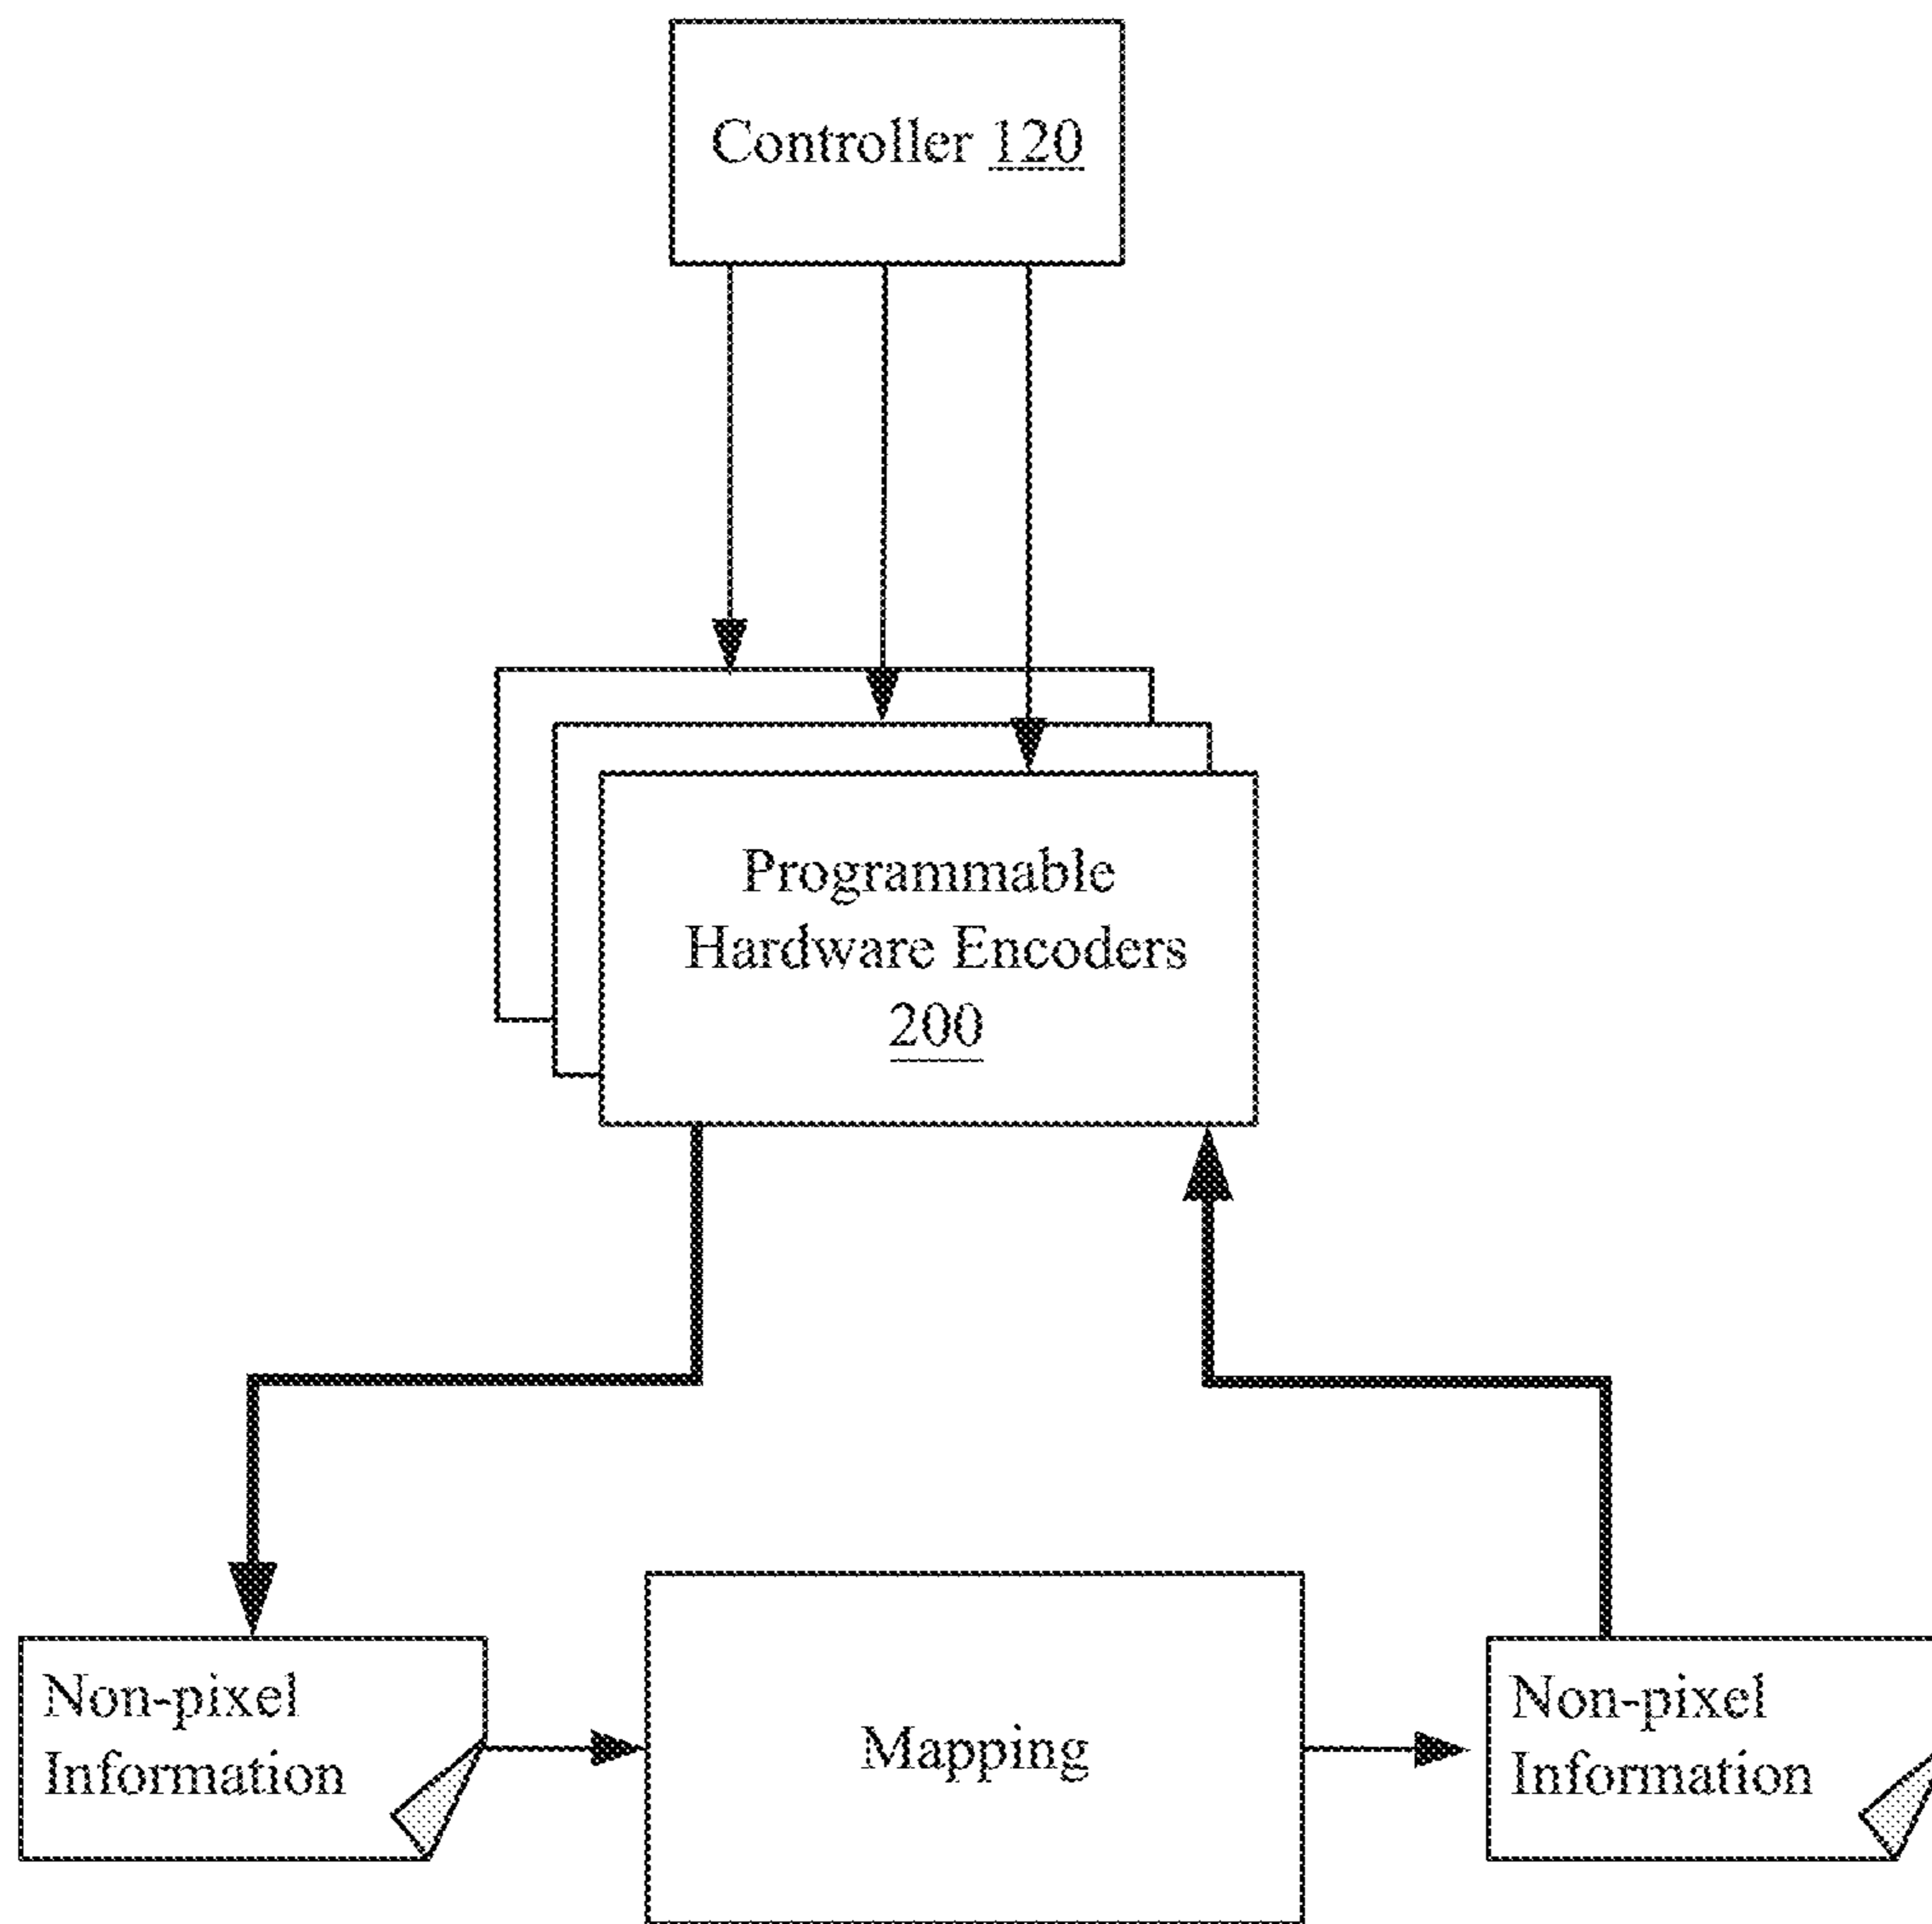 Controller 120
Programmable
Hardware Encoders
200
Non-pixel
Information
Mapping
Non-pixel
Information